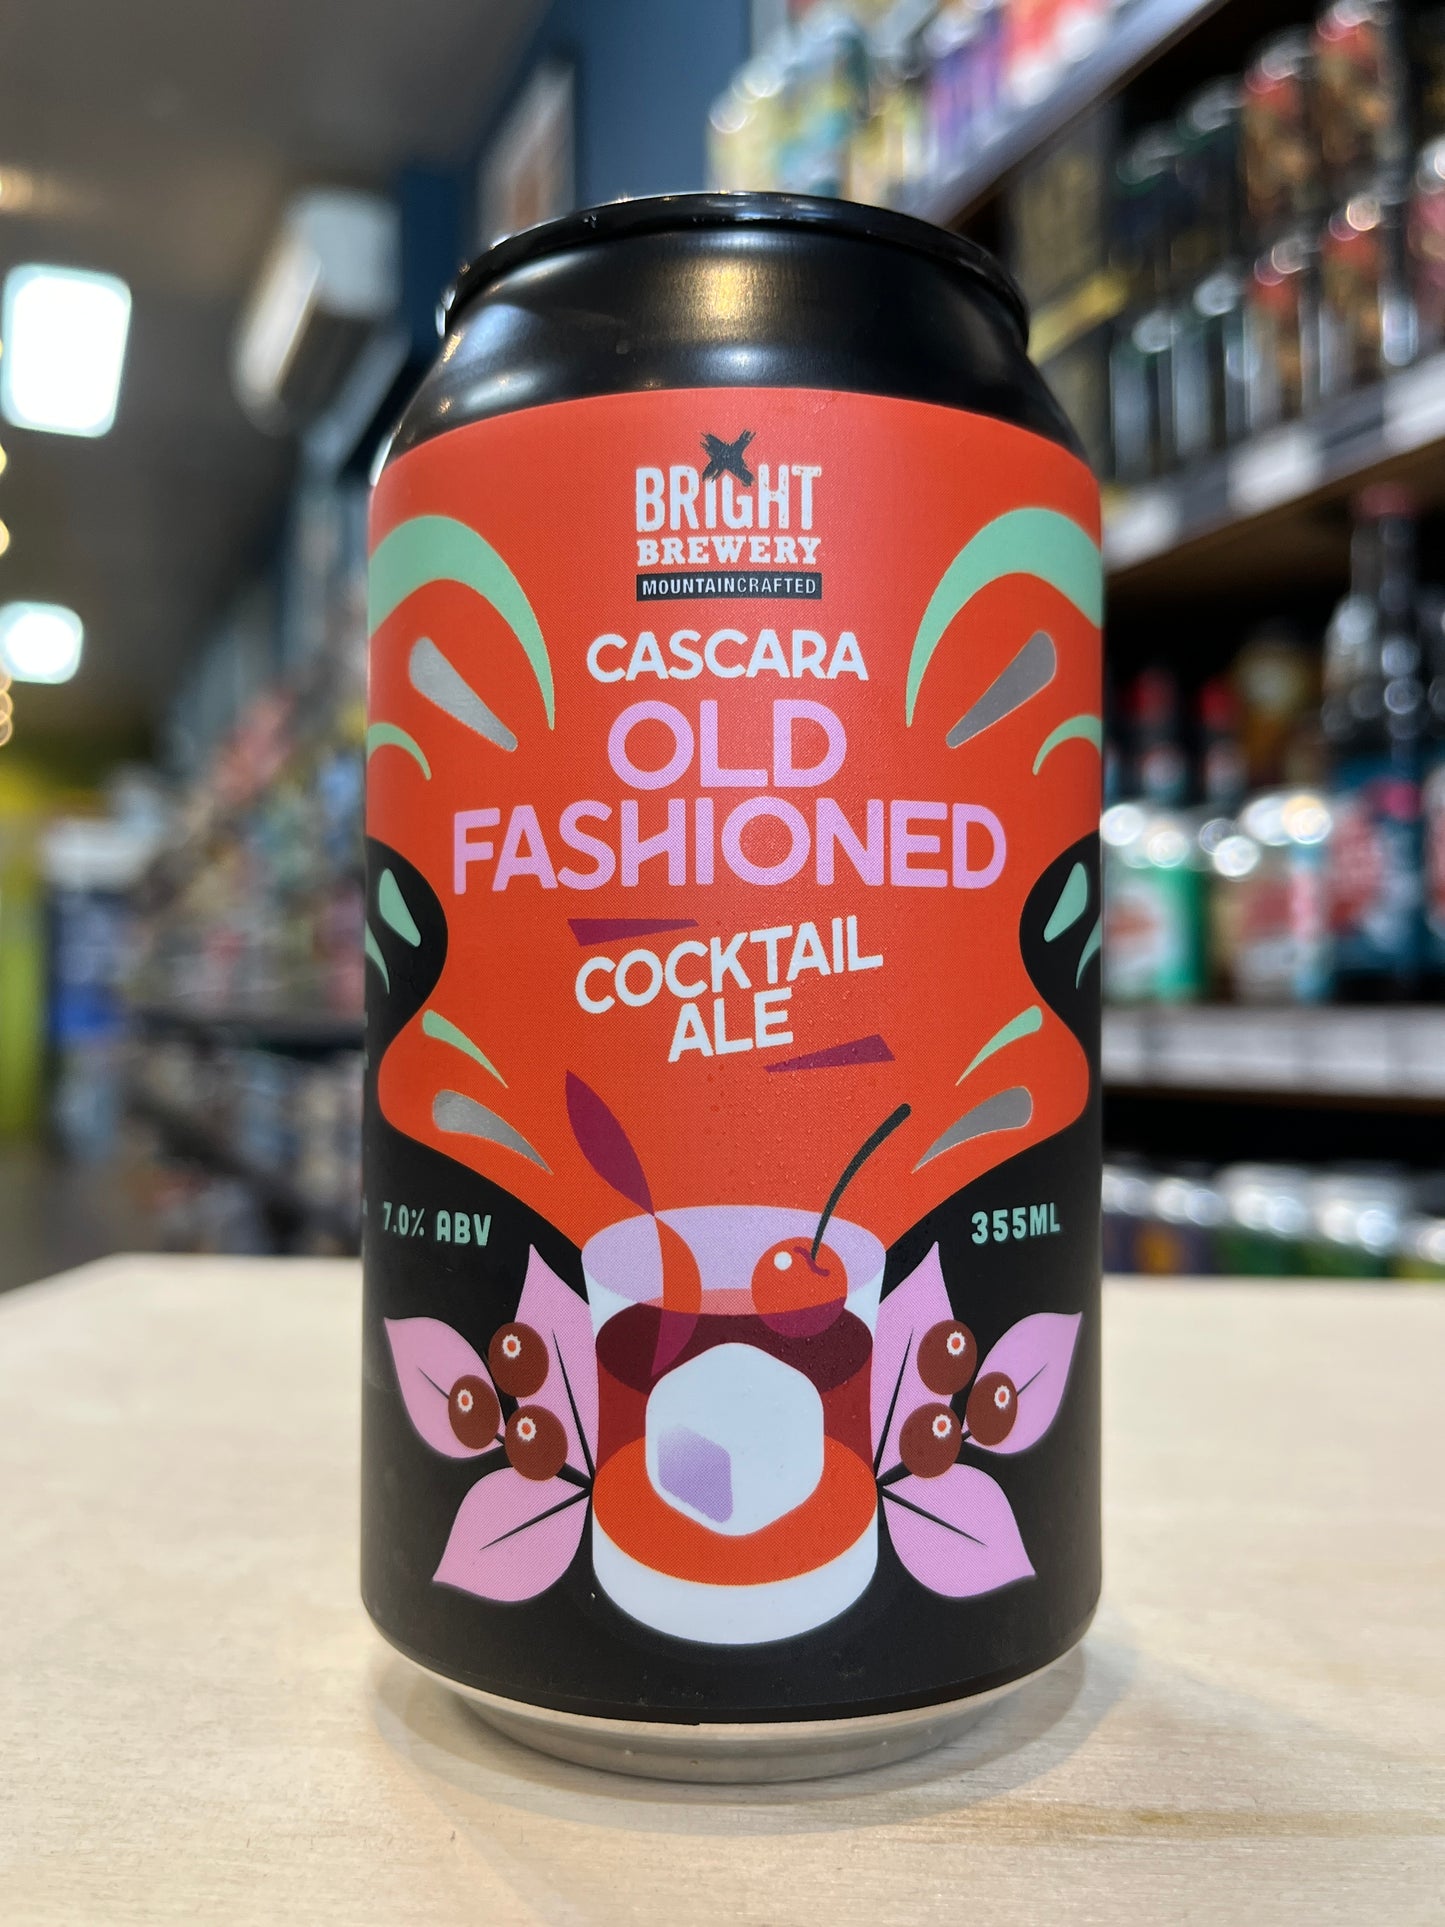 BRIGHT
BREWERY
MOUNTAINCRAFTED
CASCARA
OLD
FASHIONED
COCKTAIL
ALE
7.0% ABV
355ML